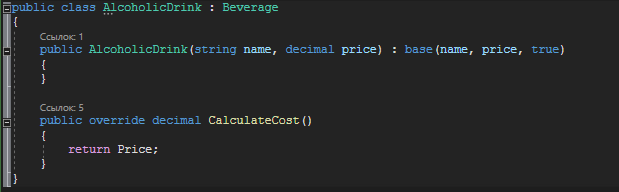 public class AlcoholicDrink : Beverage
{
Ссылок: 1
public AlcoholicDrink(string name, decimal price) : base(name, price, true)
{
}
Ссылок: 5
public override decimal CalculateCost()
{
return Price;
}
}